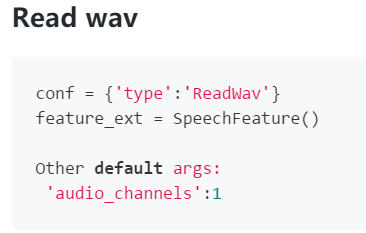 Read wav
conf = {'type':'ReadWav'}
feature_ext = SpeechFeature()
Other default args:
'audio_channels':1